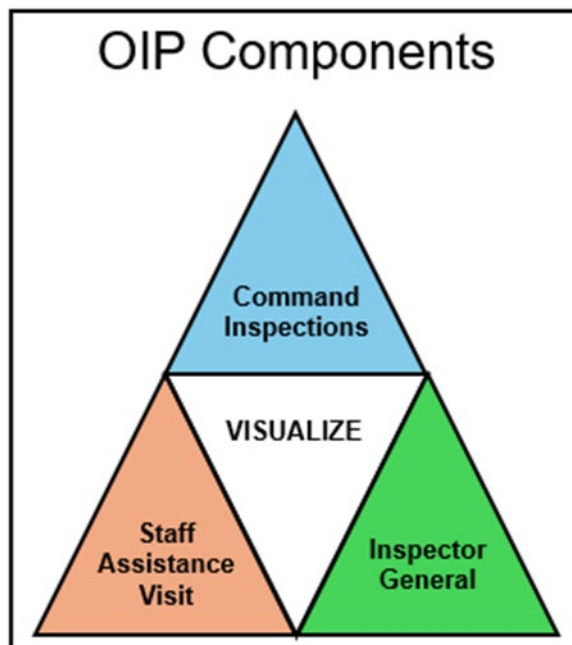 OIP Components
Command
Inspections
VISUALIZE
Staff
Assistance
Visit
Inspector
General